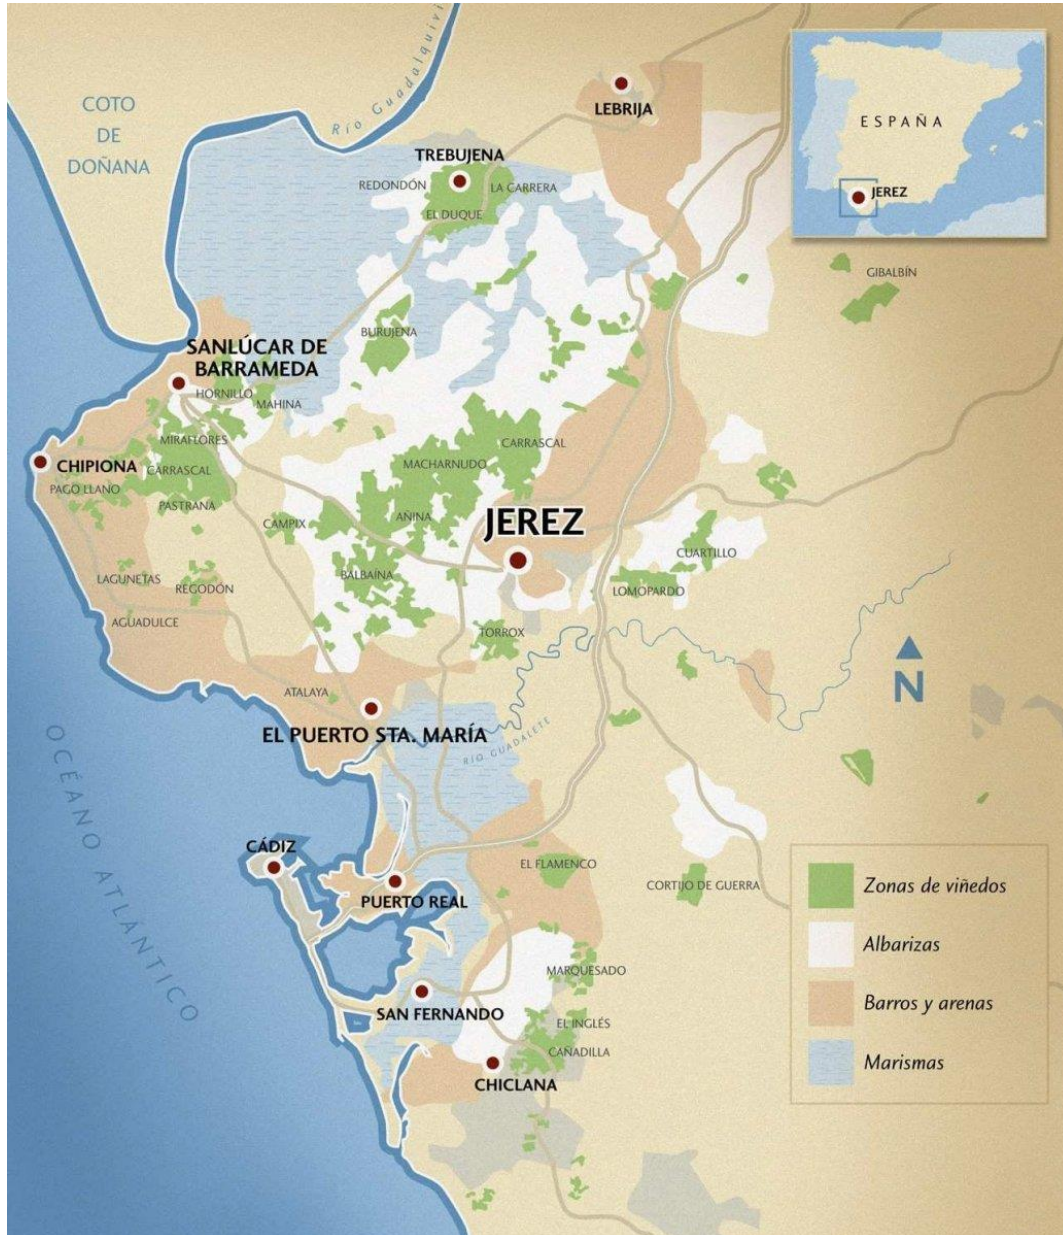 COTO
DE
DOÑANA
Río Guadalquivir
LEBRIJA
ESPAÑA
JEREZ
TREBUJENA
REDONDÓN
LA CARRERA
EL DUQUE
GIBALBÍN
BURUJENA
SANLÚCAR DE
BARRAMEDA
HORNILLO
MAHINA
MIRAFLORES
CARRASCAL
MACHARNUDO
CHIPIONA
CARRASCAL
PAGO LLANO
PASTRANA
CAMPIX
AÑINA
JEREZ
CUARTILLO
BALBAÍNA
LAGUNETAS
REGODÓN
LOMOPARDO
AGUADULCE
TORROX
N
ATALAYA
EL PUERTO STA. MARÍA
RÍO GUADALETE
OCÉANO ATLÁNTICO
CÁDIZ
EL FLAMENCO
PUERTO REAL
CORTIJO DE GUERRA
MARQUESADO
SAN FERNANDO
EL INGLÉS
CAÑADILLA
CHICLANA
Zonas de viñedos
Albarizas
Barros y arenas
Marismas